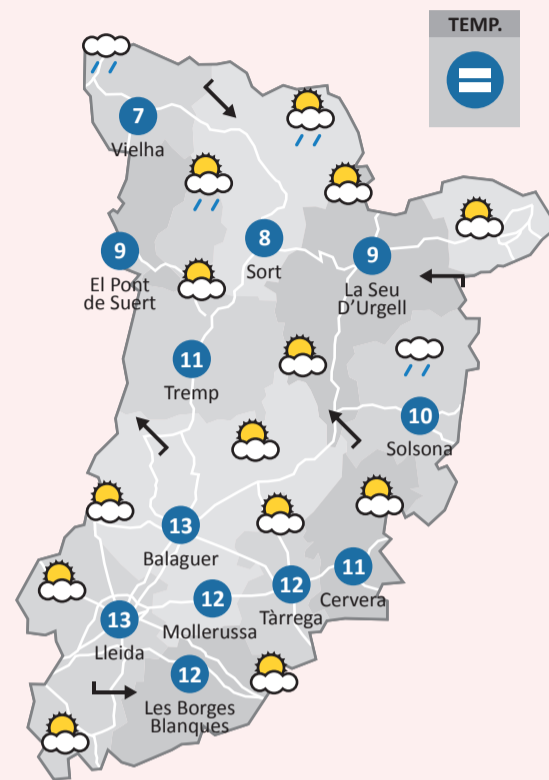 TEMP.
7
Vielha
9
El Pont
de Suert
8
Sort
9
La Seu
D'Urgell
11
Tremp
10
Solsona
13
Balaguer
11
Cervera
12
Tàrrega
12
Mollerussa
13
Lleida
12
Les Borges
Blanques